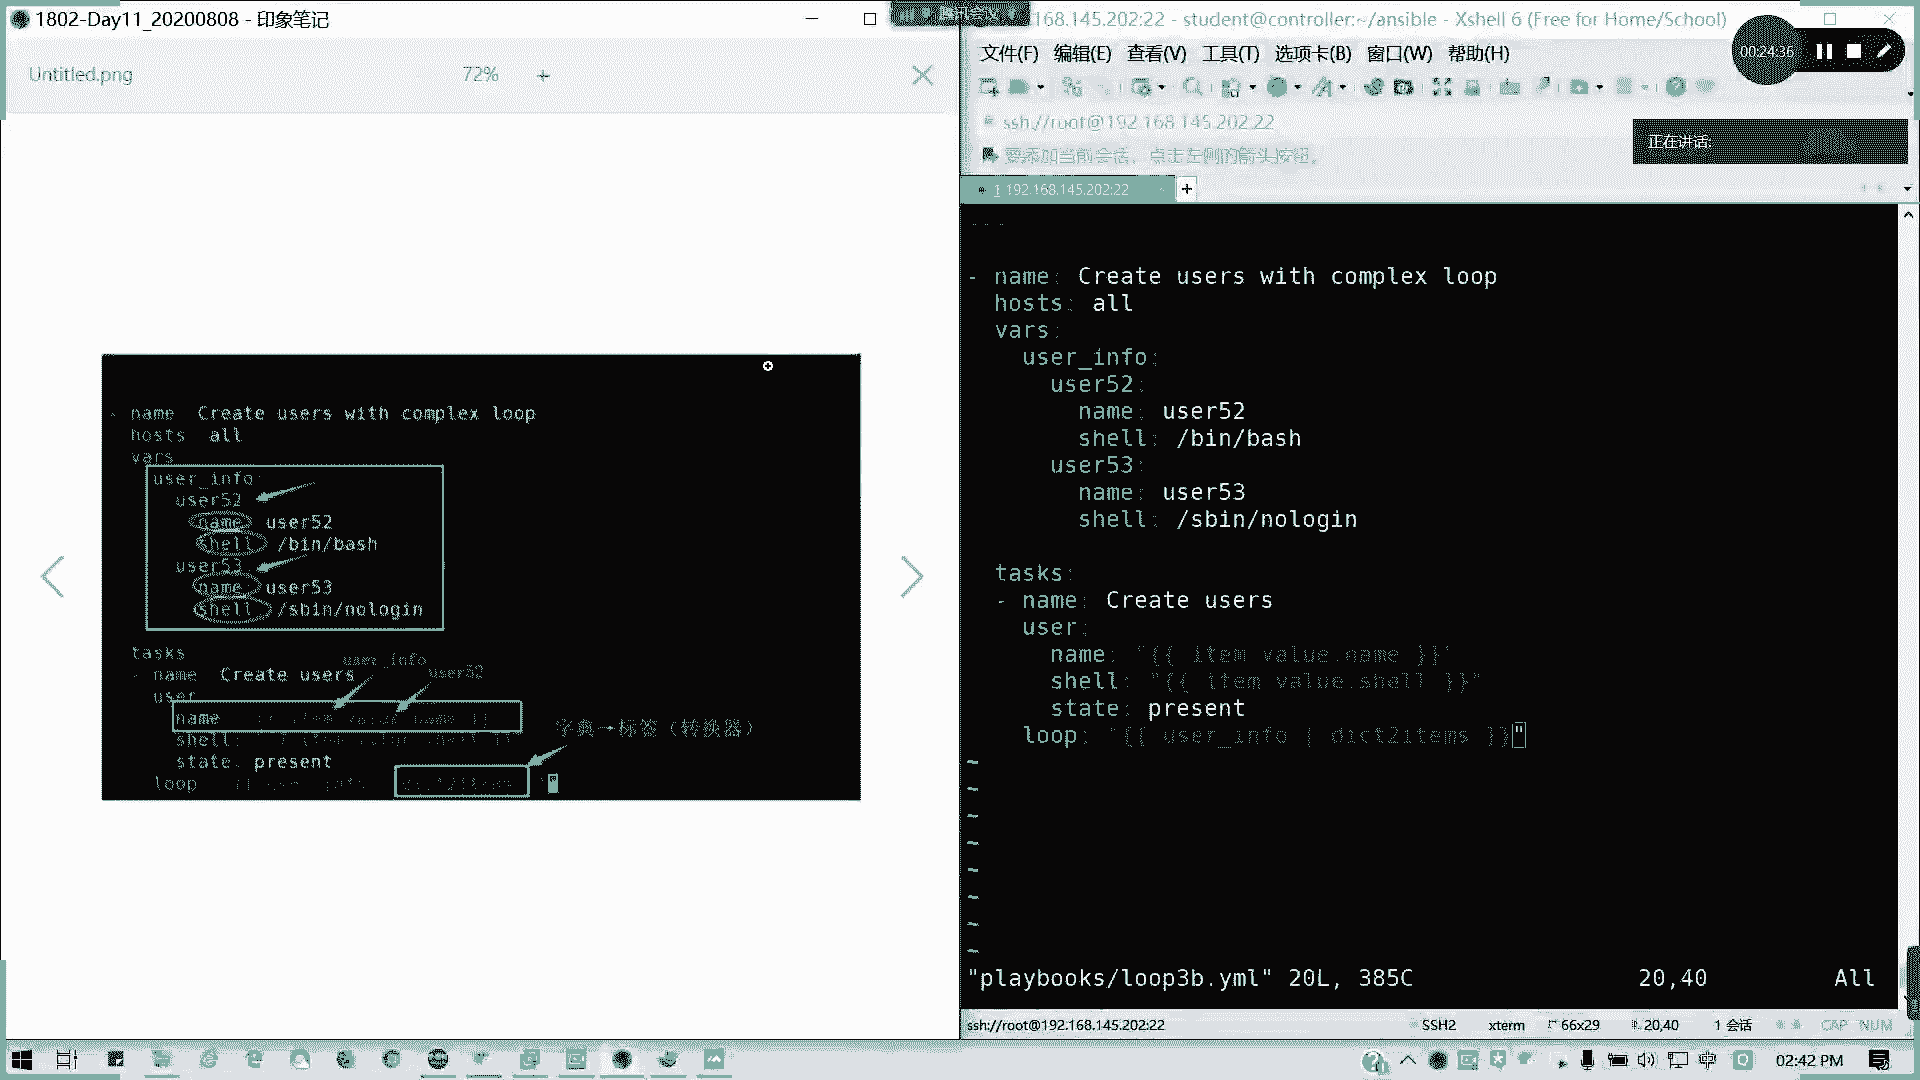 1802-Day11_20200808 - 印象笔记
Untitled.png
72%
+
- name Create users with complex loop
hosts all
vars
user_info
user52
name user52
shell /bin/bash
user53
name user53
shell /sbin/nologin
tasks
user_info
user52
- name Create users
user
name
shell:
字典→标签（转换器）
state. present
loop
168.145.202:22 - student@controller:~/ansible - Xshell 6 (Free for Home/School)
文件(F) 编辑(E) 查看(V) 工具(T) 选项卡(B) 窗口(W) 帮助(H)
00:24:36
ssh://root@192.168.145.202:22
要添加当前会话，点击左侧的箭头按钮。
正在讲话:
1 192.168.145.202:22
+
---
- name: Create users with complex loop
hosts: all
vars:
user_info:
user52:
name: user52
shell: /bin/bash
user53:
name: user53
shell: /sbin/nologin
tasks:
- name: Create users
user:
name: "{{ item value.name }}"
shell: "{{ item value.shell }}"
state: present
loop: "{{ user_info | dict2items }}"
~
~
~
~
~
~
~
~
"playbooks/loop3b.yml" 20L, 385C 20,40 All
ssh://root@192.168.145.202:22 SSH2 xterm 66x29 20,40 1 会话 CAP NUM
中 02:42 PM